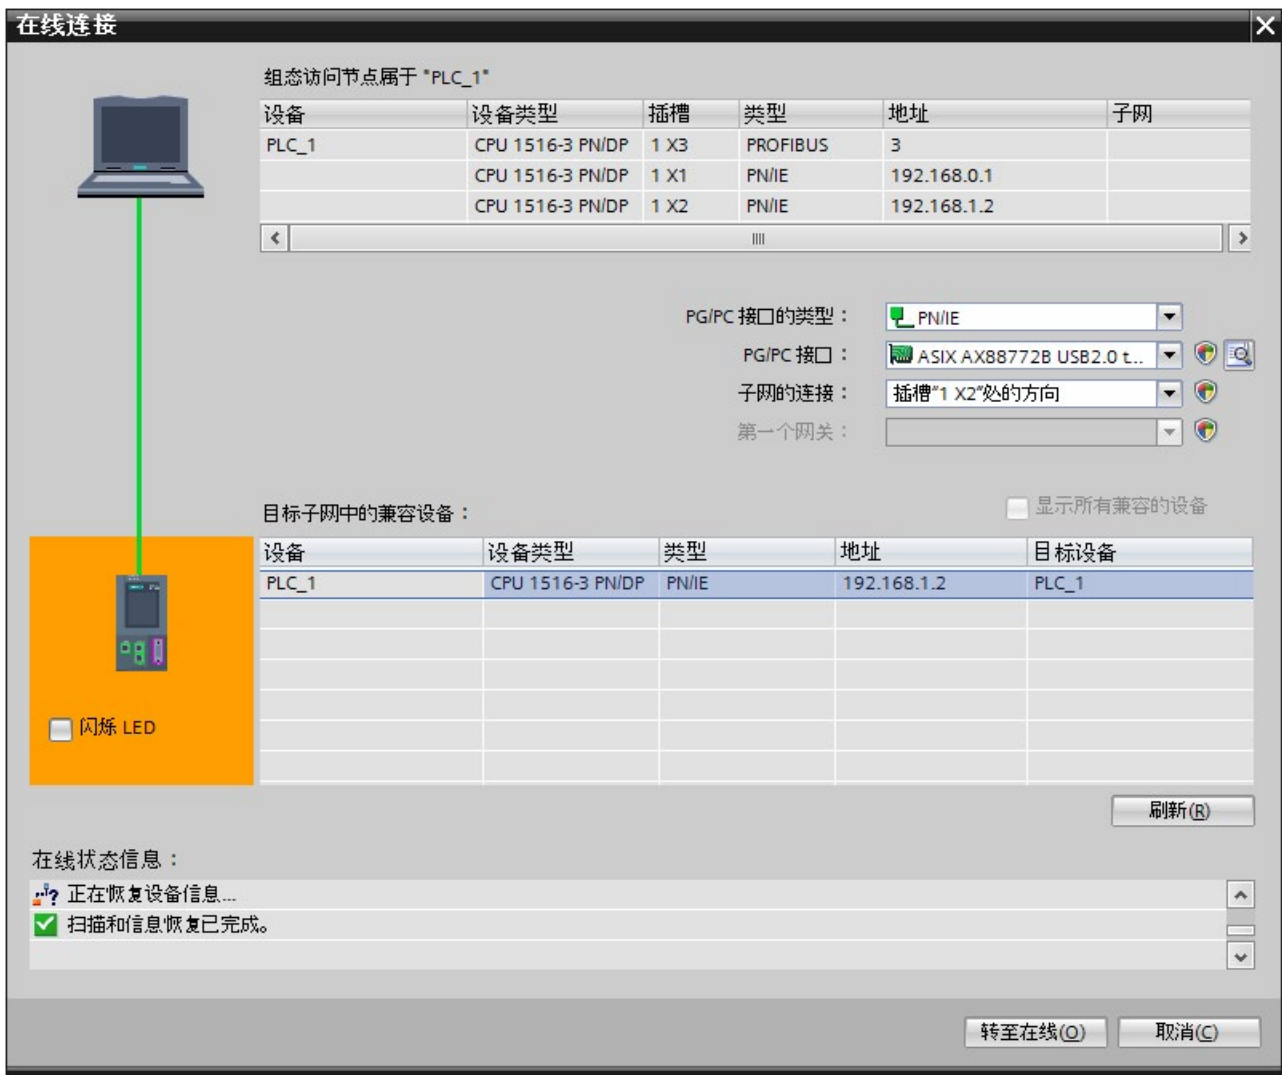 在线连接
组态访问节点属于 "PLC_1"
设备 设备类型 插槽 类型 地址 子网
PLC_1 CPU 1516-3 PN/DP 1 X3 PROFIBUS 3
CPU 1516-3 PN/DP 1 X1 PN/IE 192.168.0.1
CPU 1516-3 PN/DP 1 X2 PN/IE 192.168.1.2
PG/PC 接口的类型： PN/IE
PG/PC 接口： ASIX AX88772B USB2.0 t...
子网的连接： 插槽"1 X2"处的方向
第一个网关：
目标子网中的兼容设备： 显示所有兼容的设备
设备 设备类型 类型 地址 目标设备
PLC_1 CPU 1516-3 PN/DP PN/IE 192.168.1.2 PLC_1
闪烁 LED
刷新(R)
在线状态信息：
正在恢复设备信息...
扫描和信息恢复已完成。
转至在线(O) 取消(C)